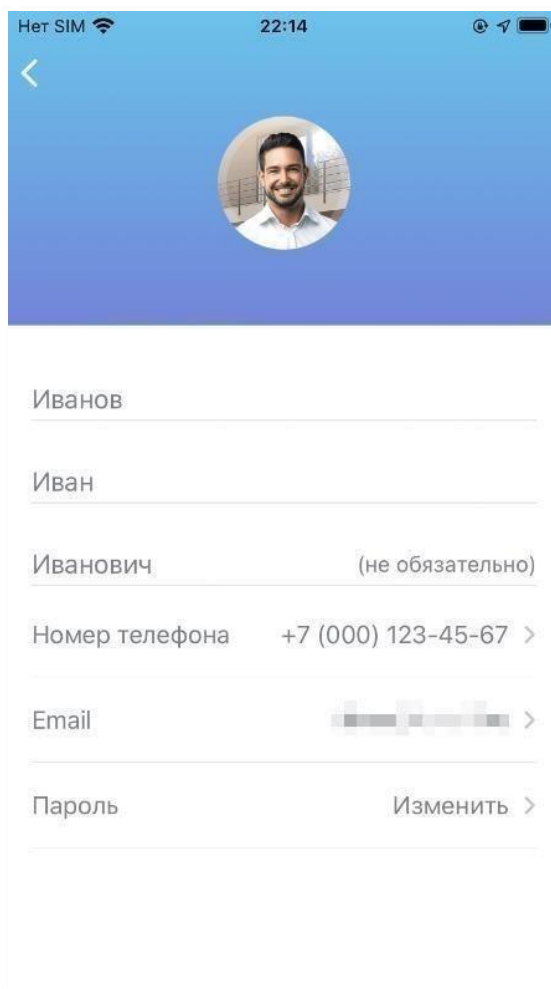 Нет SIM 22:14
Иванов
Иван
Иванович (не обязательно)
Номер телефона +7 (000) 123-45-67
Email
Пароль Изменить